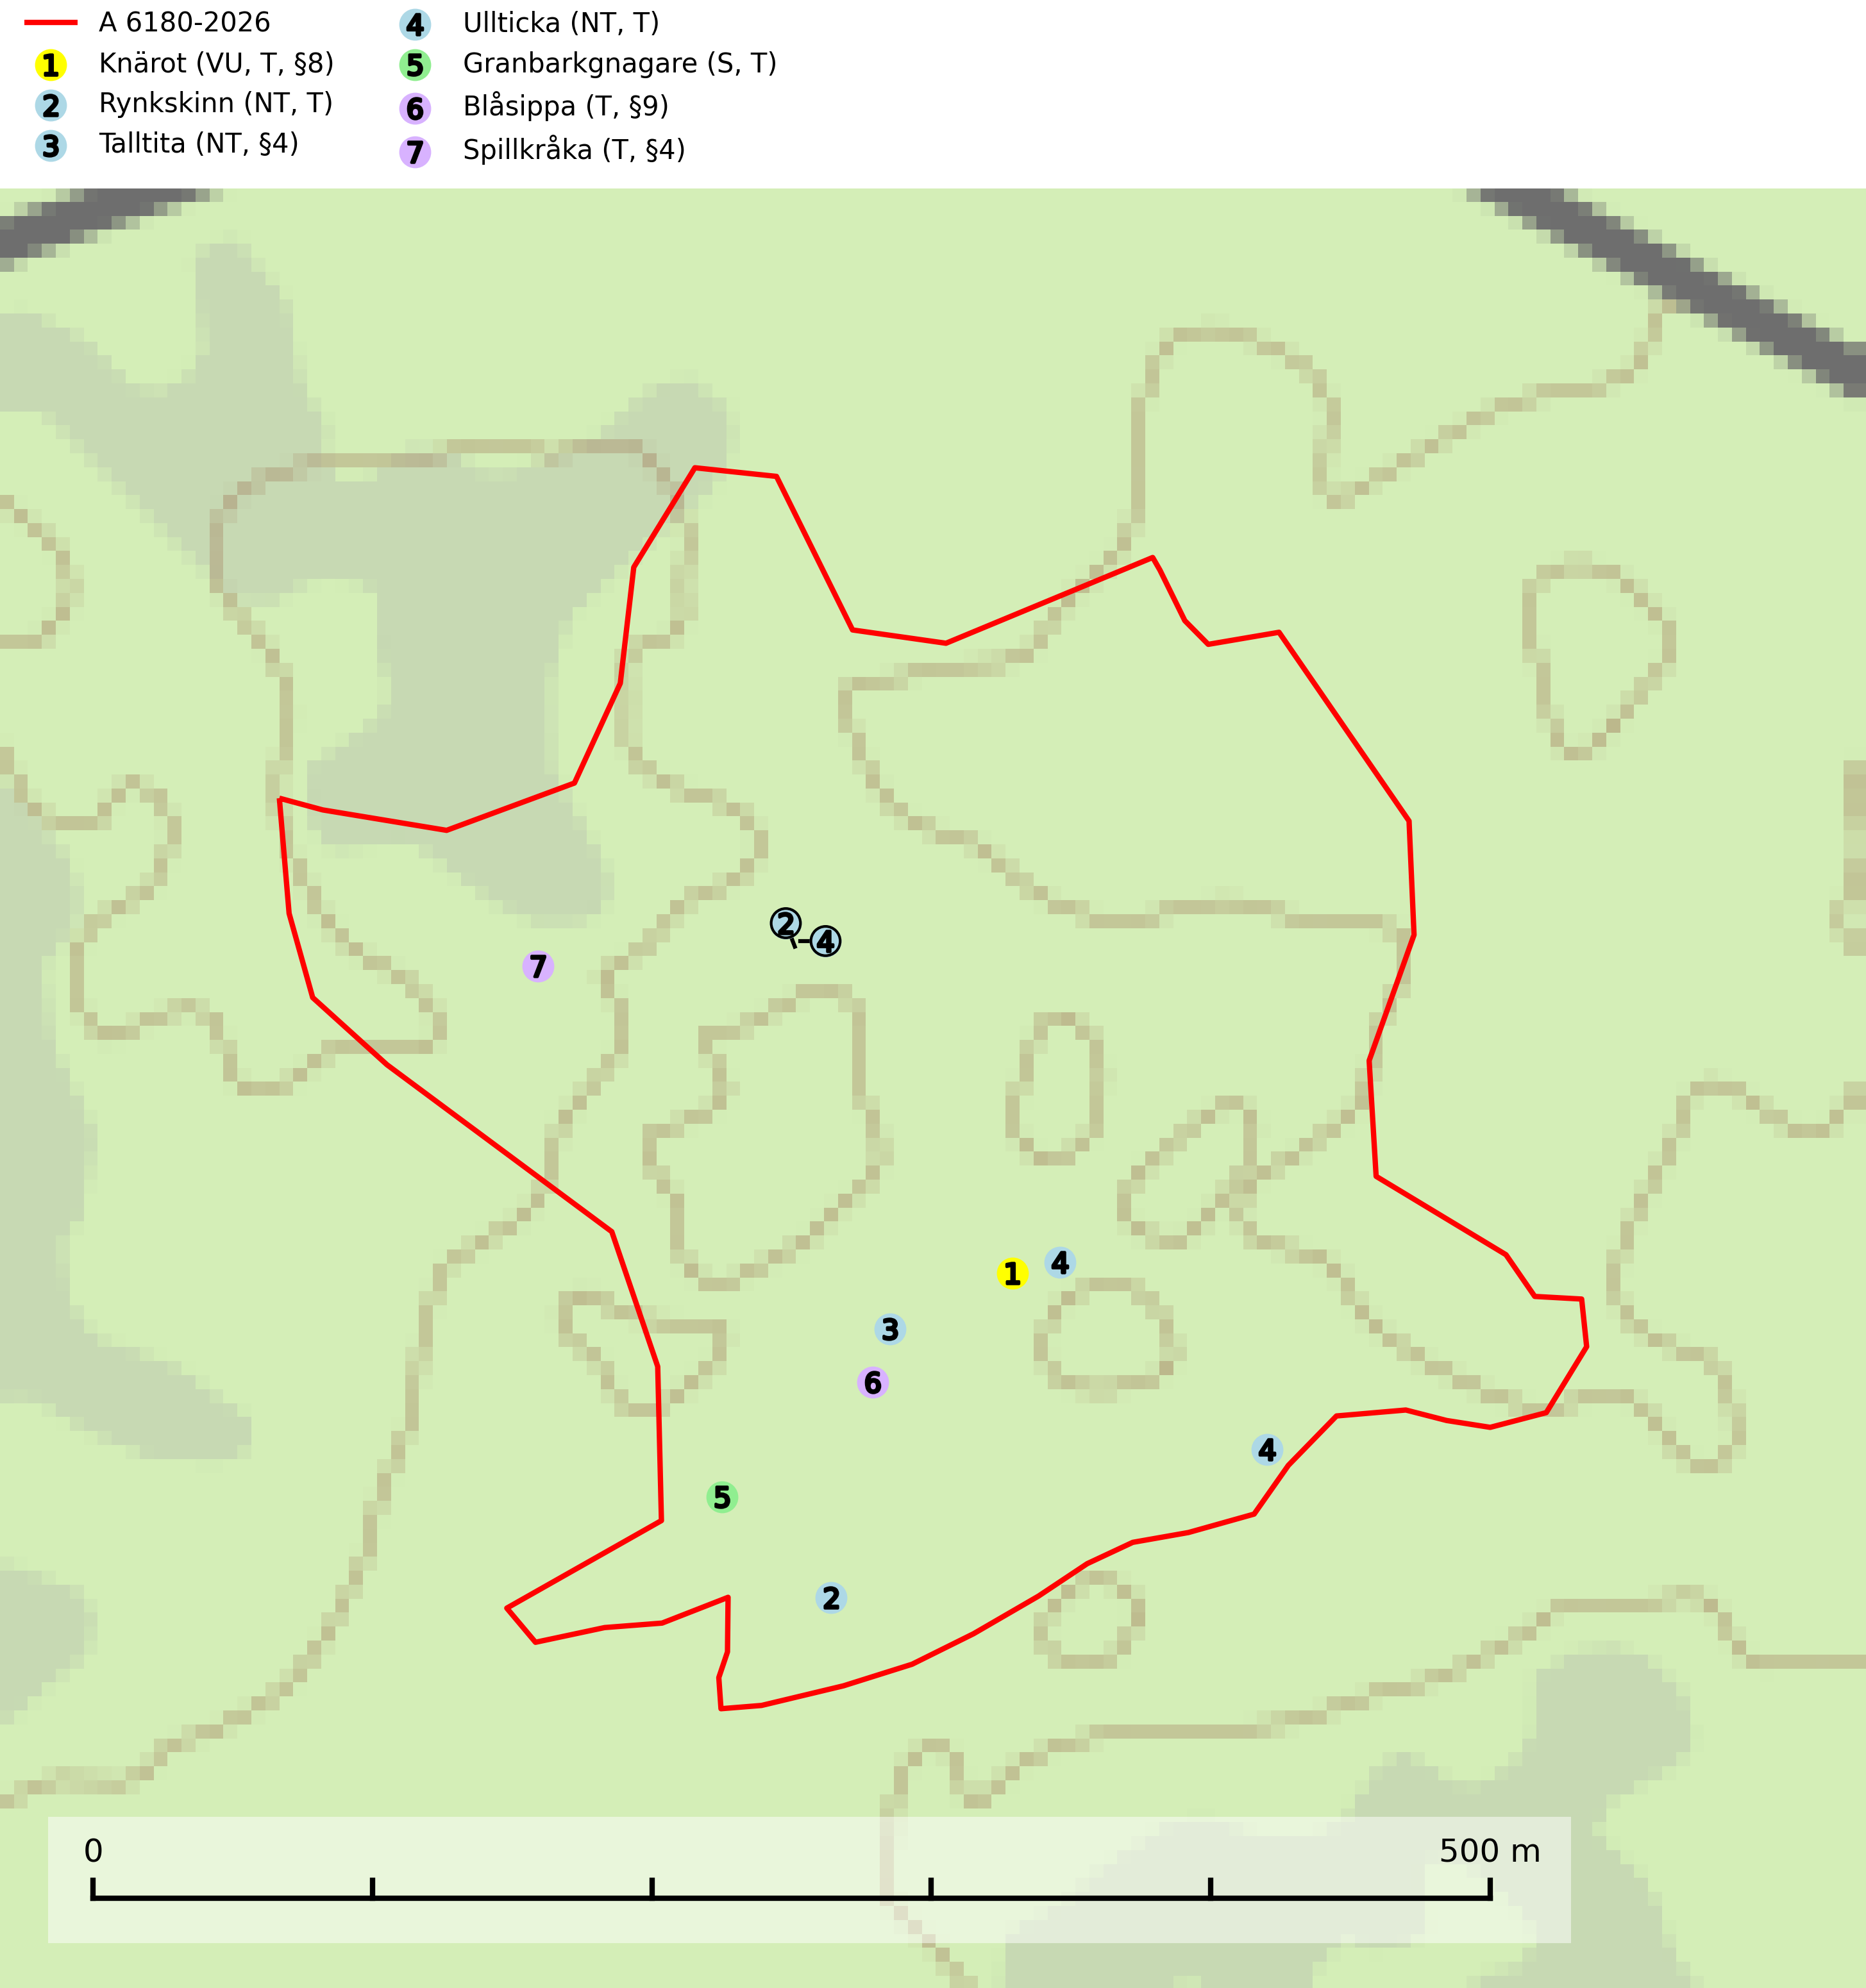 A 6180-2026
1 Knärot (VU, T, §8)
2 Rynkskinn (NT, T)
3 Talltita (NT, §4)
4 Ullticka (NT, T)
5 Granbarkgnagare (S, T)
6 Blåsippa (T, §9)
7 Spillkråka (T, §4)
2
4
7
1
4
3
6
4
5
2
0 500 m